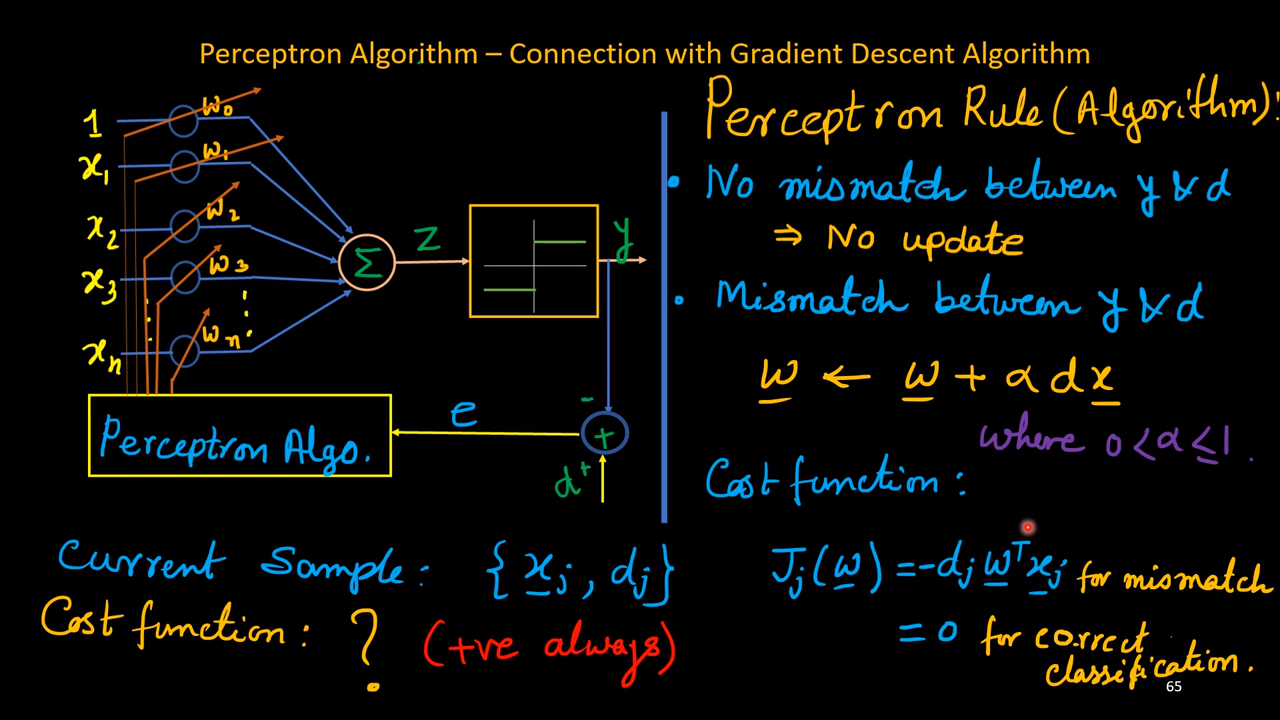 Perceptron Algorithm – Connection with Gradient Descent Algorithm
1
x₁
x₂
x₃
xₙ
w₀
w₁
w₂
w₃
wₙ
Σ
z
y
Perceptron Algo.
e
-
+
d
+
Current Sample: {x̲ⱼ, dⱼ}
Cost function: ? (+ve always)
Perceptron Rule (Algorithm):
• No mismatch between y & d
⇒ No update
• Mismatch between y & d
w̲ ← w̲ + α d x̲
where 0 < α ≤ 1.
Cost function:
Jⱼ(w̲) = -dⱼ w̲ᵀ x̲ⱼ for mismatch
= 0 for correct
classification.
65